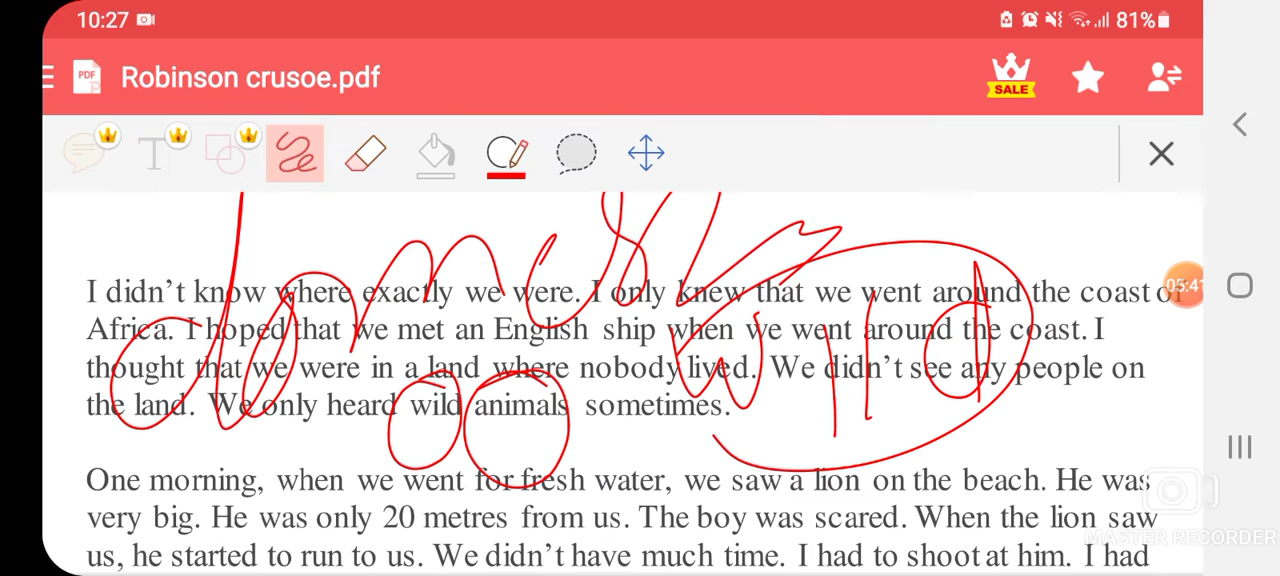 10:27 81%
PDF Robinson crusoe.pdf
SALE
T
I didn't know where exactly we were. I only knew that we went around the coast of
Africa. I hoped that we met an English ship when we went around the coast. I
thought that we were in a land where nobody lived. We didn't see any people on
the land. We only heard wild animals sometimes.
wild
05:41
One morning, when we went for fresh water, we saw a lion on the beach. He was
very big. He was only 20 metres from us. The boy was scared. When the lion saw
us, he started to run to us. We didn't have much time. I had to shoot at him. I had
MASTER RECORDER